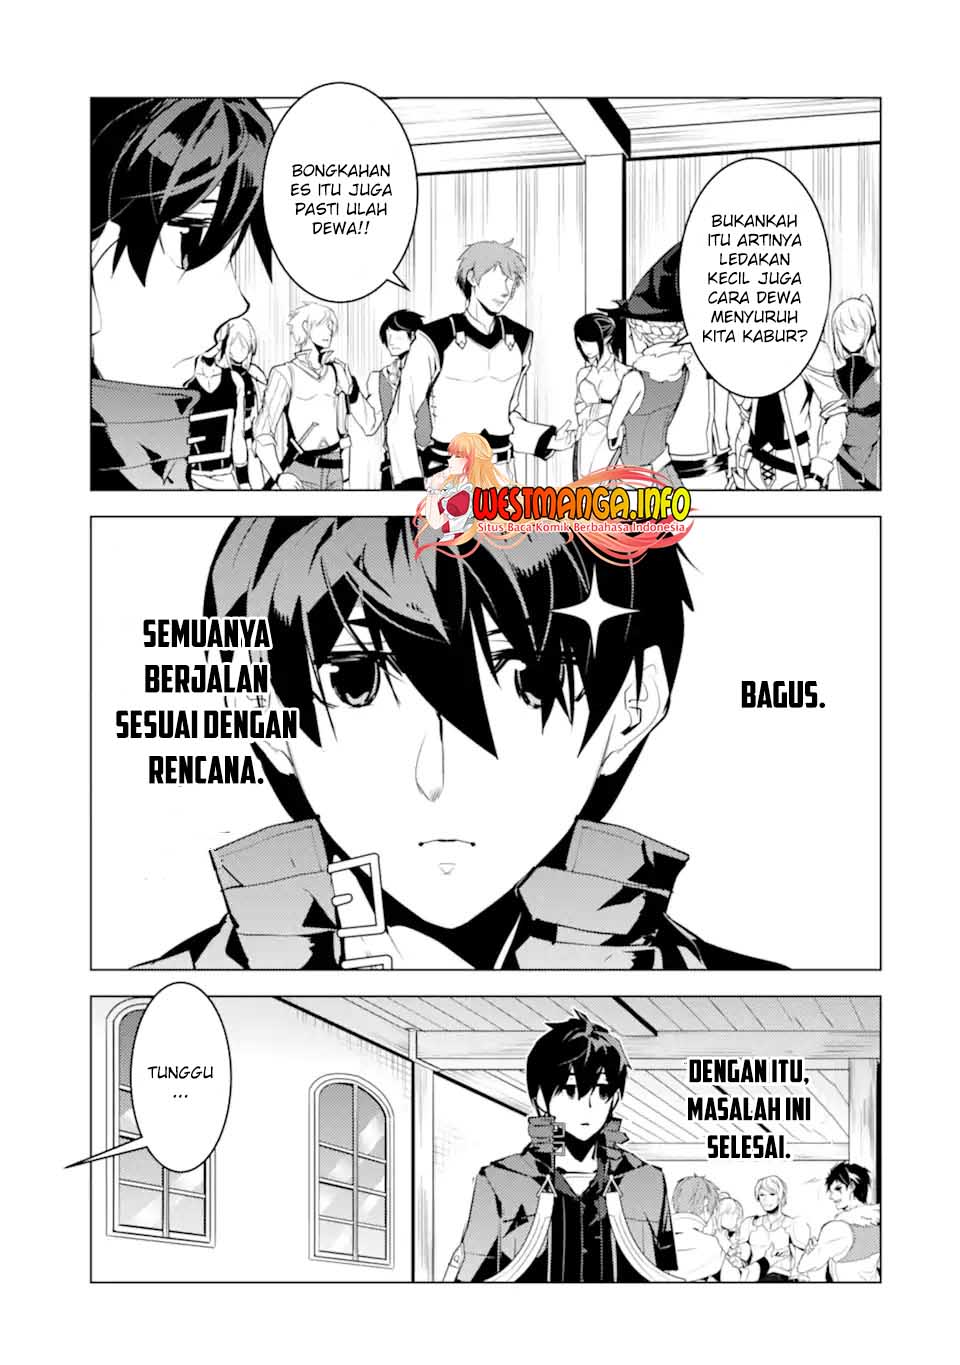 BUKANKAH
ITU ARTINYA
LEDAKAN
KECIL JUGA
CARA DEWA
MENYURUH
KITA KABUR?
BONGKAHAN
ES ITU JUGA
PASTI ULAH
DEWA!!
WESTMANGA.INFO
Situs Baca Komik Berbahasa Indonesia
BAGUS.
SEMUANYA
BERJALAN
SESUAI DENGAN
RENCANA.
DENGAN ITU,
MASALAH INI
SELESAI.
TUNGGU
...